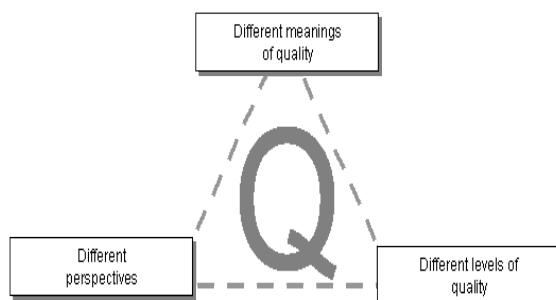 Different meanings
of quality
Q
Different
perspectives
Different levels of
quality